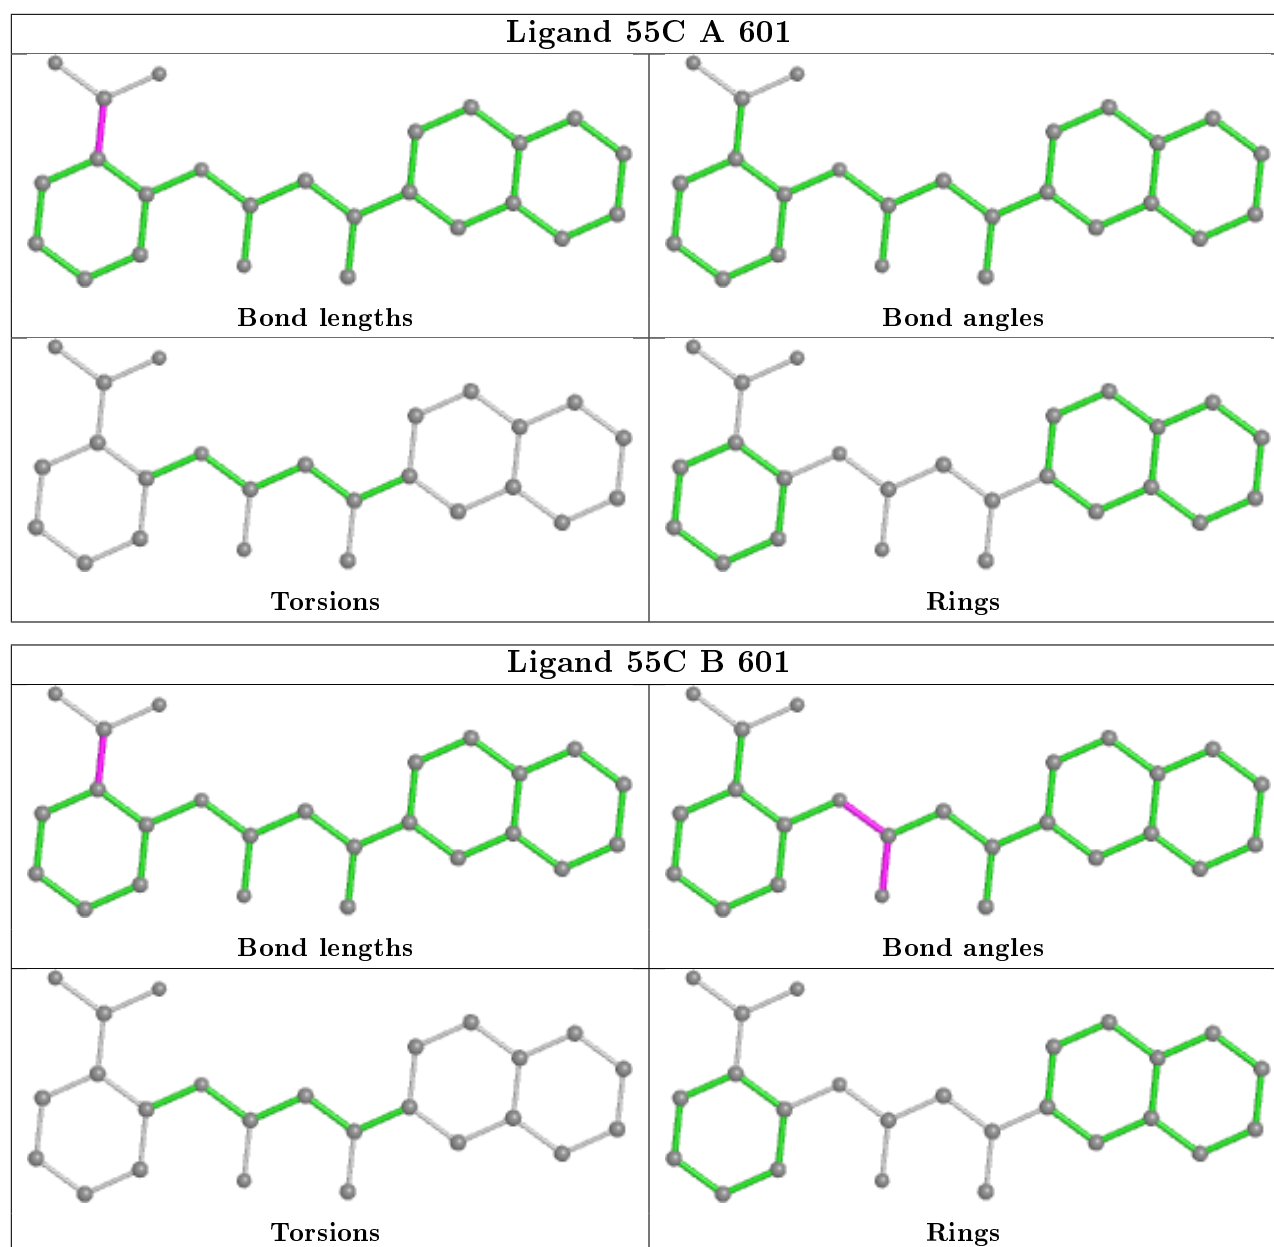 Ligand 55C A 601
Bond lengths
Bond angles
Torsions
Rings
Ligand 55C B 601
Bond lengths
Bond angles
Torsions
Rings